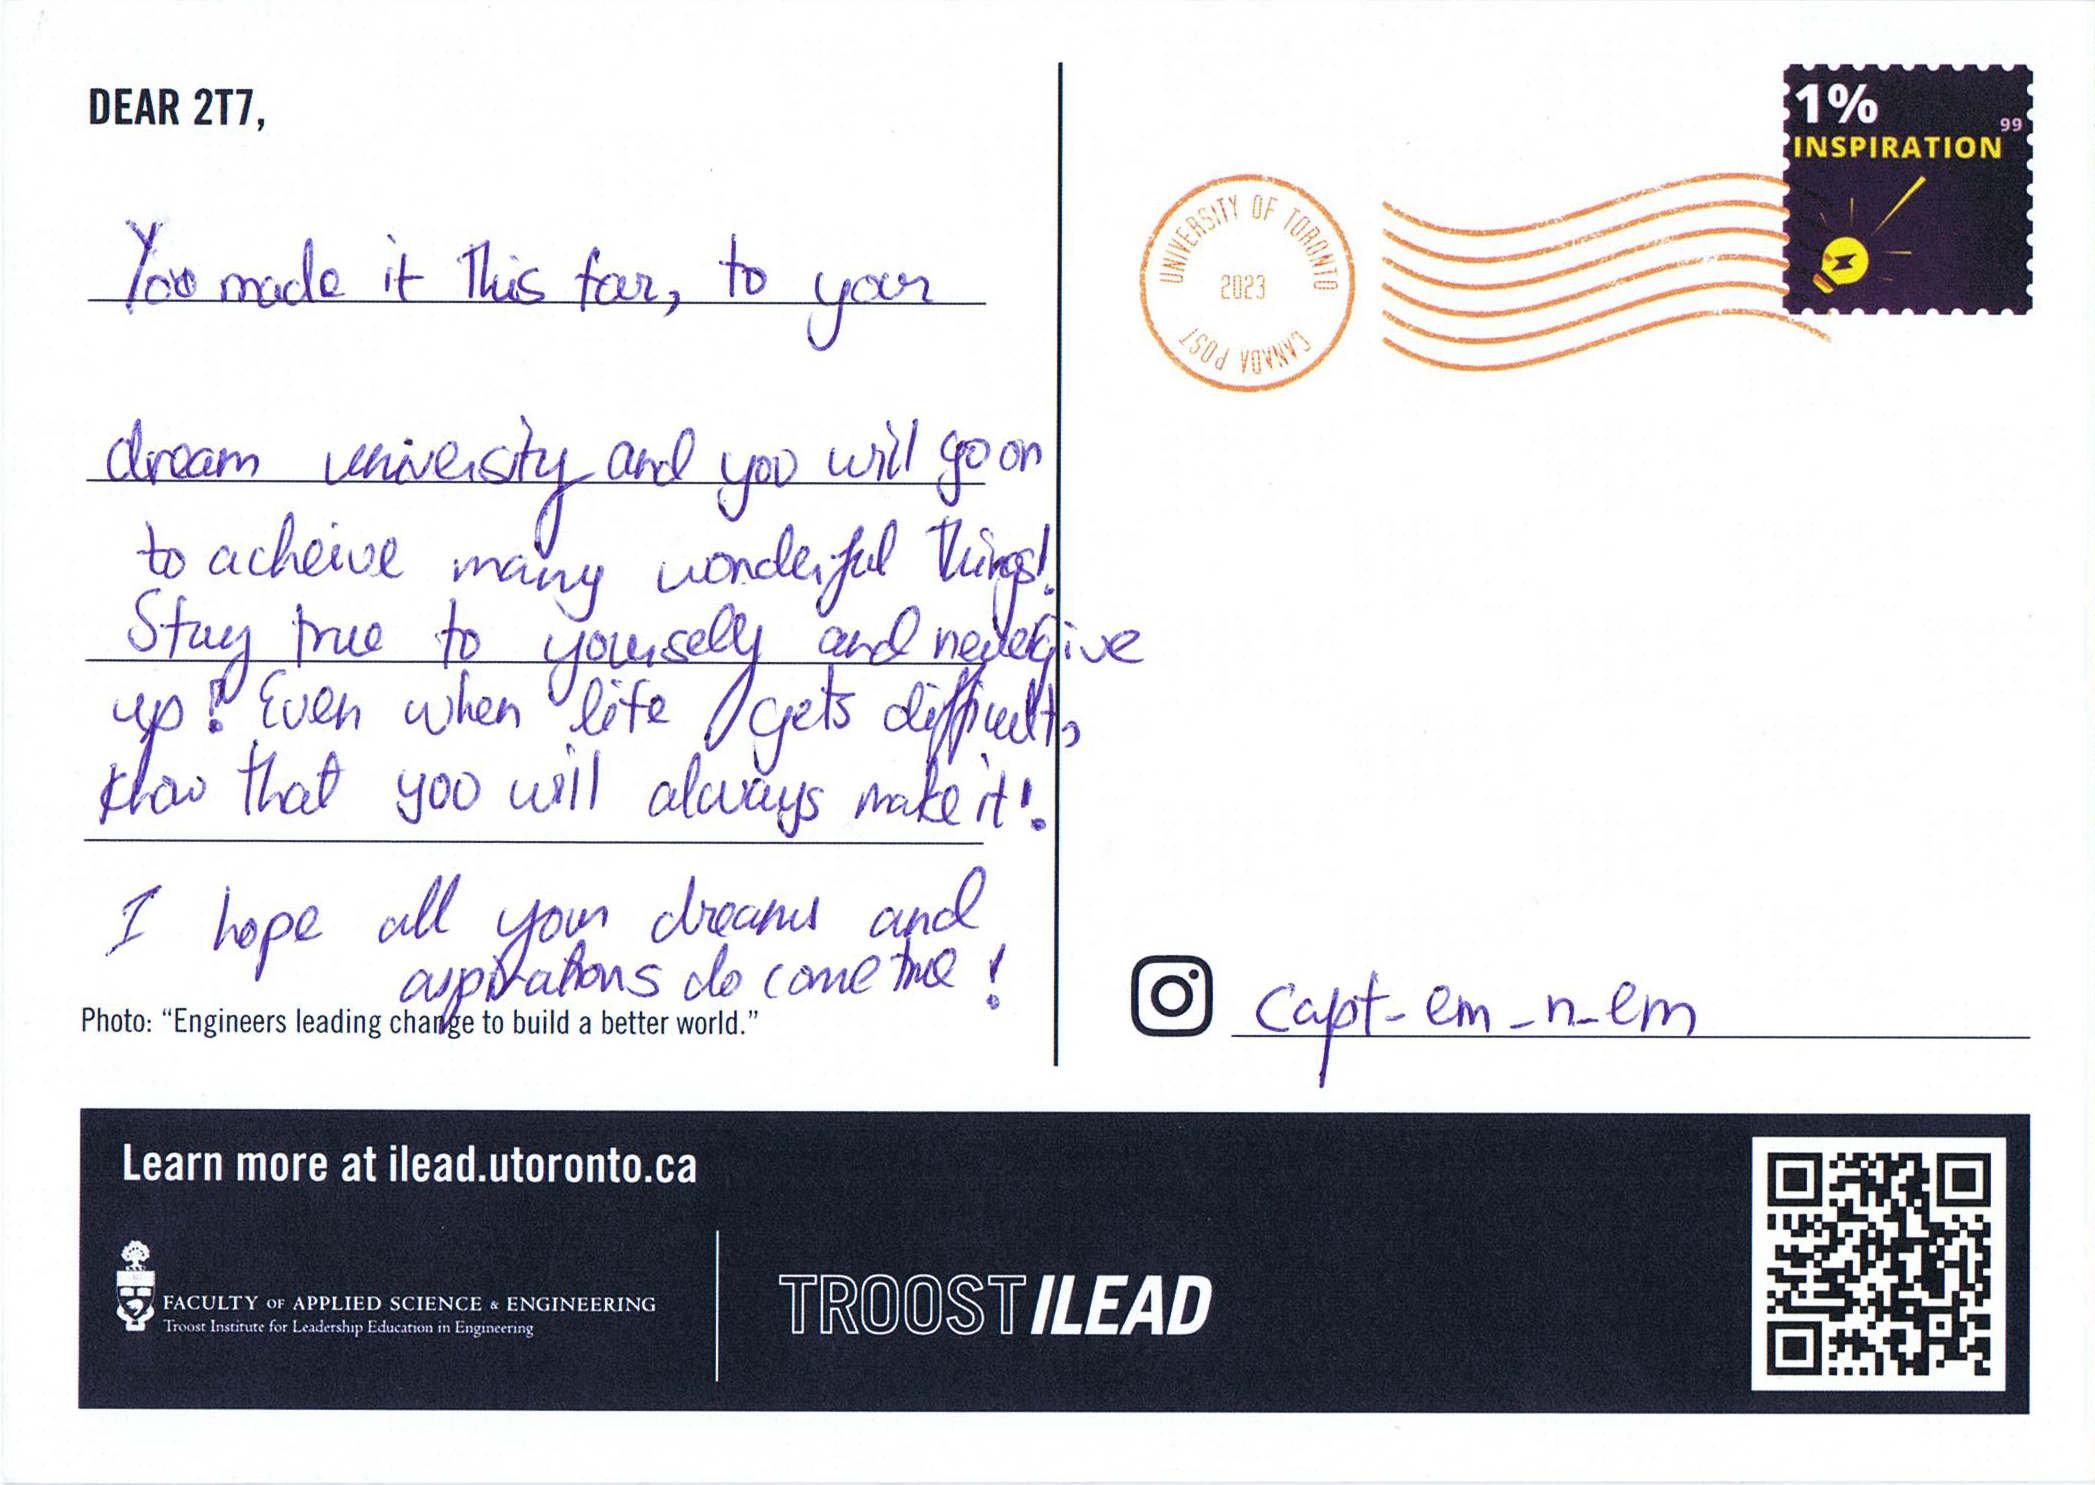 DEAR 2T7,
You made it this far, to your
dream university and you will go on
to acheive many wonderful things!
Stay true to yourself and never give
up! Even when life gets difficult,
know that you will always make it!
I hope all your dreams and
aspirations do come true!
Photo: “Engineers leading change to build a better world.”
1%
99
INSPIRATION
UNIVERSITY OF TORONTO
2023
CANADA POST
capt_em_n_em
Learn more at ilead.utoronto.ca
FACULTY OF APPLIED SCIENCE & ENGINEERING
Troost Institute for Leadership Education in Engineering
TROOST ILEAD